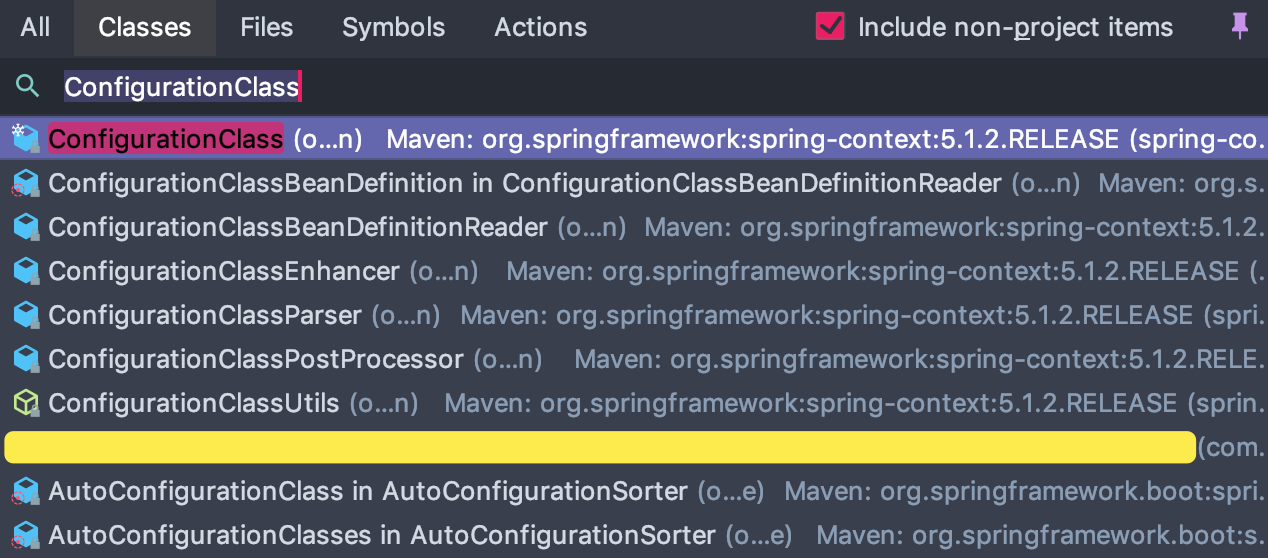 All Classes Files Symbols Actions Include non-project items
ConfigurationClass
ConfigurationClass (o...n) Maven: org.springframework:spring-context:5.1.2.RELEASE (spring-co.
ConfigurationClassBeanDefinition in ConfigurationClassBeanDefinitionReader (o...n) Maven: org.s.
ConfigurationClassBeanDefinitionReader (o...n) Maven: org.springframework:spring-context:5.1.2.
ConfigurationClassEnhancer (o...n) Maven: org.springframework:spring-context:5.1.2.RELEASE (.
ConfigurationClassParser (o...n) Maven: org.springframework:spring-context:5.1.2.RELEASE (spri.
ConfigurationClassPostProcessor (o...n) Maven: org.springframework:spring-context:5.1.2.RELE.
ConfigurationClassUtils (o...n) Maven: org.springframework:spring-context:5.1.2.RELEASE (sprin.
(com.
AutoConfigurationClass in AutoConfigurationSorter (o...e) Maven: org.springframework.boot:spri.
AutoConfigurationClasses in AutoConfigurationSorter (o...e) Maven: org.springframework.boot:s.